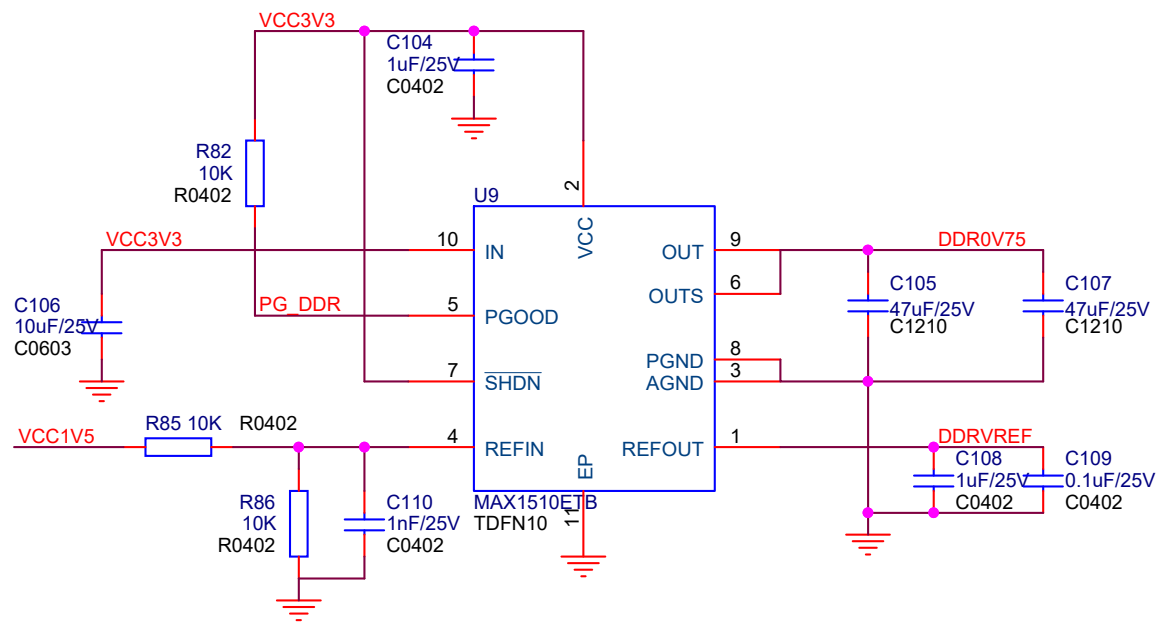 VCC3V3
C104
1uF/25V
C0402
R82
10K
R0402
U9
2
VCC
VCC3V3
10
IN
OUT
9
DDR0V75
OUTS
6
C106
10uF/25V
C0603
PG_DDR
5
PGOOD
C105
47uF/25V
C1210
C107
47uF/25V
C1210
PGND
8
7
SHDN
AGND
3
VCC1V5
R85 10K
R0402
4
REFIN
REFOUT
1
DDRVREF
EP
C108
1uF/25V
C0402
C109
0.1uF/25V
C0402
R86
10K
R0402
C110
1nF/25V
C0402
MAX1510ETB
TDFN10
11